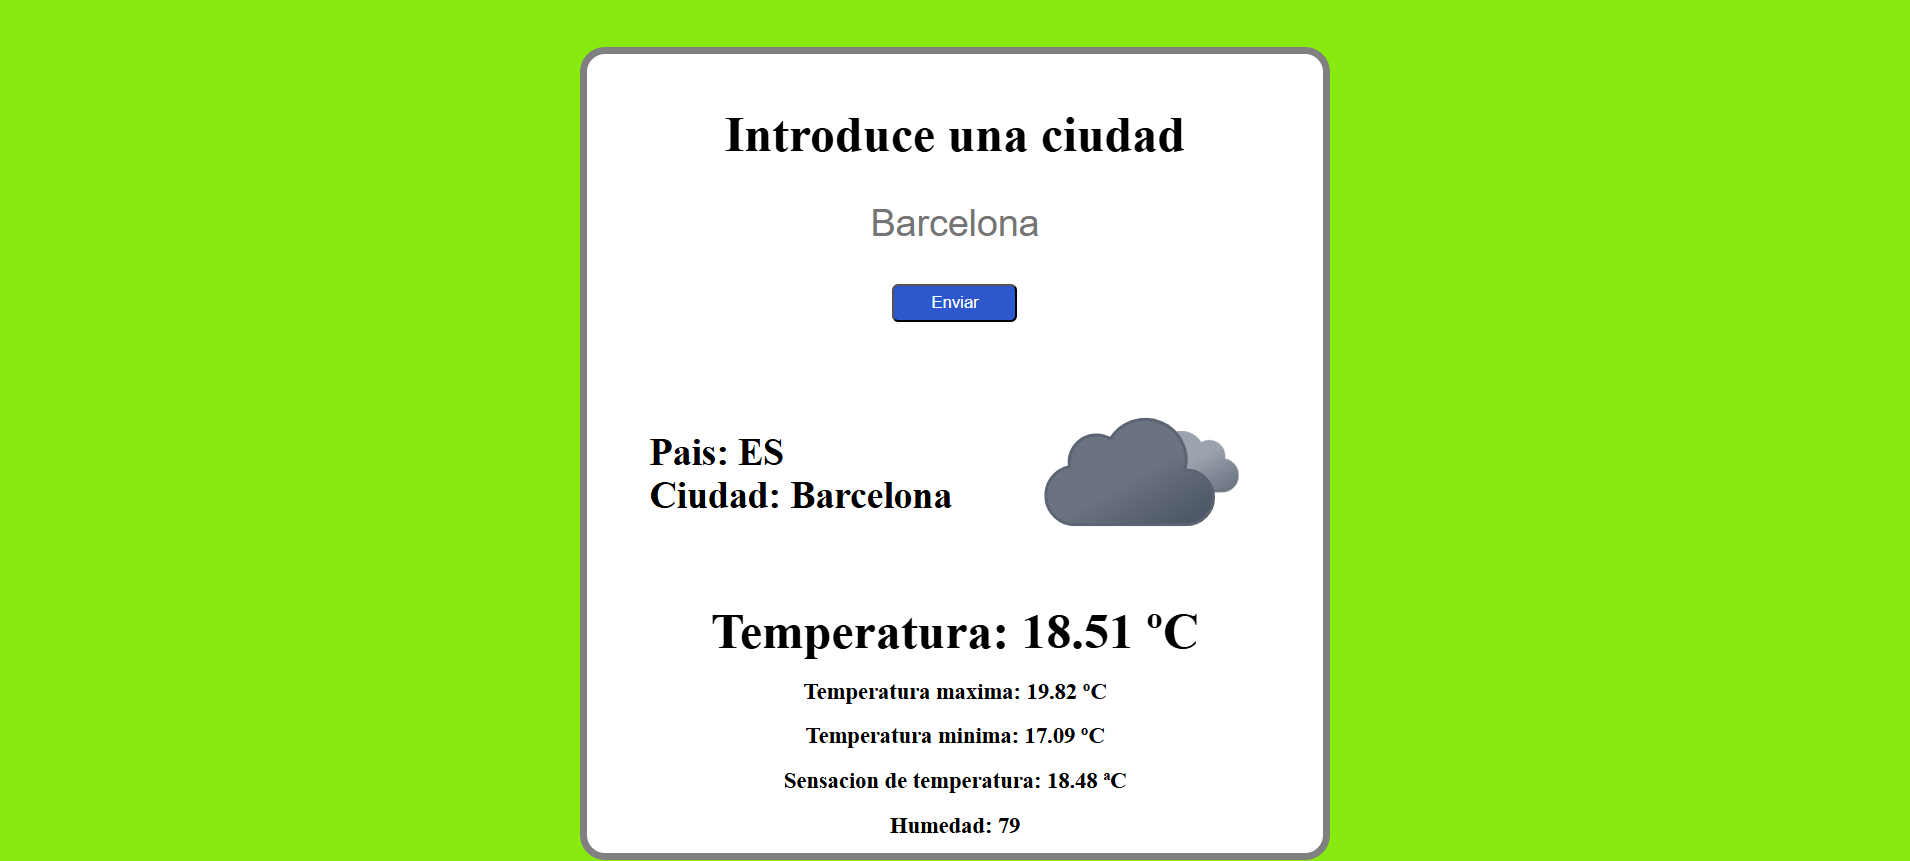 Introduce una ciudad
Barcelona
Enviar
Pais: ES
Ciudad: Barcelona
Temperatura: 18.51 ºC
Temperatura maxima: 19.82 ºC
Temperatura minima: 17.09 ºC
Sensacion de temperatura: 18.48 ªC
Humedad: 79